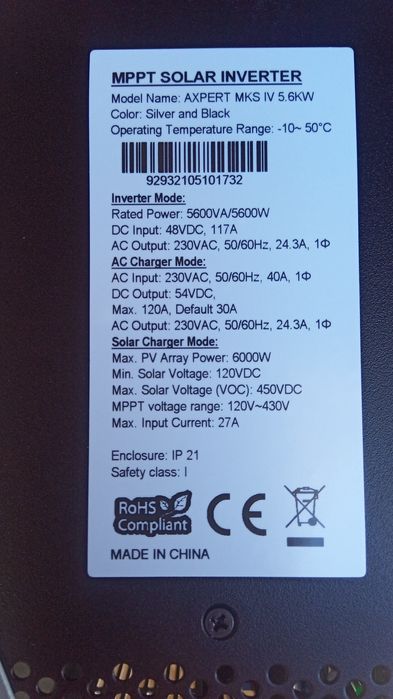 MPPT SOLAR INVERTER
Model Name: AXPERT MKS IV 5.6KW
Color: Silver and Black
Operating Temperature Range: -10~ 50°C
92932105101732
Inverter Mode:
Rated Power: 5600VA/5600W
DC Input: 48VDC, 117A
AC Output: 230VAC, 50/60Hz, 24.3A, 1Φ
AC Charger Mode:
AC Input: 230VAC, 50/60Hz, 40A, 1Φ
DC Output: 54VDC,
Max. 120A, Default 30A
AC Output: 230VAC, 50/60Hz, 24.3A, 1Φ
Solar Charger Mode:
Max. PV Array Power: 6000W
Min. Solar Voltage: 120VDC
Max. Solar Voltage (VOC): 450VDC
MPPT voltage range: 120V~430V
Max. Input Current: 27A
Enclosure: IP 21
Safety class: I
RoHS
Compliant
CE
MADE IN CHINA